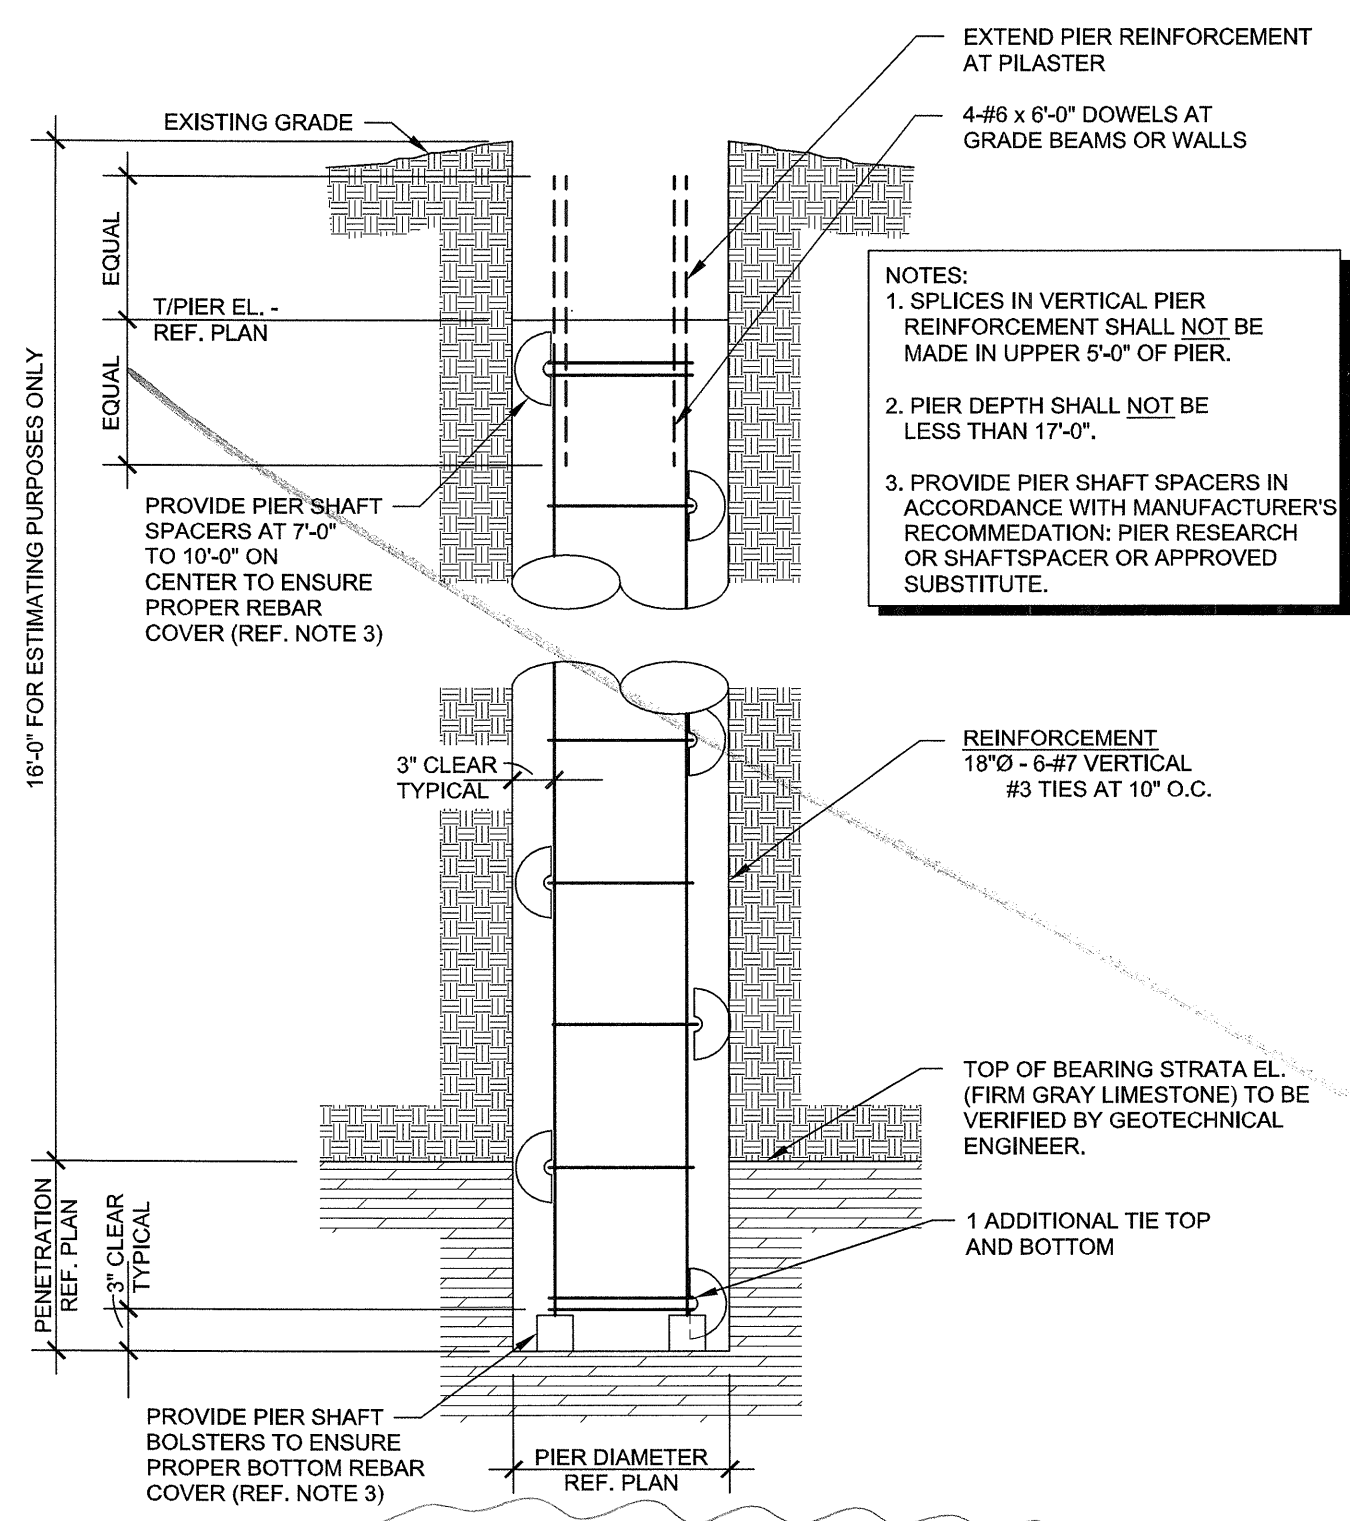 EXTEND PIER REINFORCEMENT
AT PILASTER
4-#6 x 6'-0" DOWELS AT
GRADE BEAMS OR WALLS
EXISTING GRADE
EQUAL
T/PIER EL. -
REF. PLAN
EQUAL
16'-0" FOR ESTIMATING PURPOSES ONLY
NOTES:
1. SPLICES IN VERTICAL PIER
REINFORCEMENT SHALL NOT BE
MADE IN UPPER 5'-0" OF PIER.
2. PIER DEPTH SHALL NOT BE
LESS THAN 17'-0".
3. PROVIDE PIER SHAFT SPACERS IN
ACCORDANCE WITH MANUFACTURER'S
RECOMMEDATION: PIER RESEARCH
OR SHAFTSPACER OR APPROVED
SUBSTITUTE.
PROVIDE PIER SHAFT
SPACERS AT 7'-0"
TO 10'-0" ON
CENTER TO ENSURE
PROPER REBAR
COVER (REF. NOTE 3)
3" CLEAR
TYPICAL
REINFORCEMENT
18"Ø - 6-#7 VERTICAL
#3 TIES AT 10" O.C.
TOP OF BEARING STRATA EL.
(FIRM GRAY LIMESTONE) TO BE
VERIFIED BY GEOTECHNICAL
ENGINEER.
PENETRATION
REF. PLAN
3" CLEAR
TYPICAL
1 ADDITIONAL TIE TOP
AND BOTTOM
PROVIDE PIER SHAFT
BOLSTERS TO ENSURE
PROPER BOTTOM REBAR
COVER (REF. NOTE 3)
PIER DIAMETER
REF. PLAN